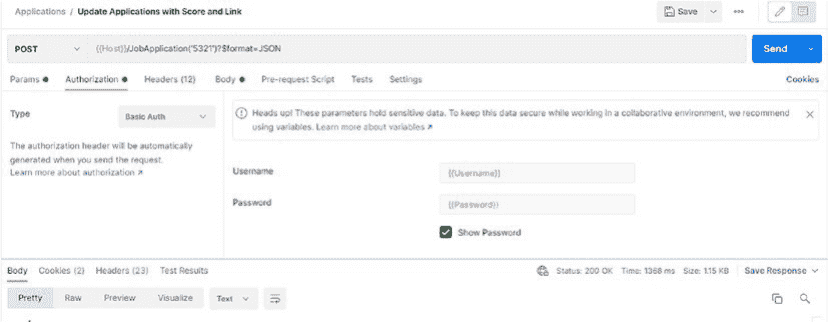 Applications / Update Applications with Score and Link
Save
POST {{Host}}/JobApplication('5321')?$format=JSON Send
Params Authorization Headers (12) Body Pre-request Script Tests Settings Cookies
Type Basic Auth
The authorization header will be automatically
generated when you send the request.
Learn more about authorization ↗
Heads up! These parameters hold sensitive data. To keep this data secure while working in a collaborative environment, we recommend
using variables. Learn more about variables ↗
Username {{Username}}
Password {{Password}}
Show Password
Body Cookies (2) Headers (23) Test Results Status: 200 OK Time: 1368 ms Size: 1.15 KB Save Response
Pretty Raw Preview Visualize Text